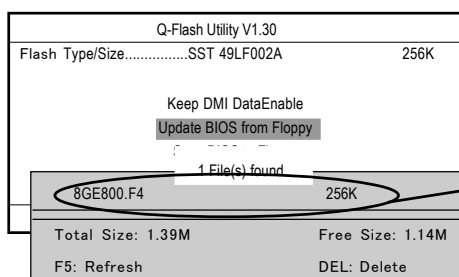 Q-Flash Utility V1.30
Flash Type/Size................SST 49LF002A 256K
Keep DMI DataEnable
Update BIOS from Floppy
1 File(s) found
8GE800.F4 256K
Total Size: 1.39M Free Size: 1.14M
F5: Refresh DEL: Delete